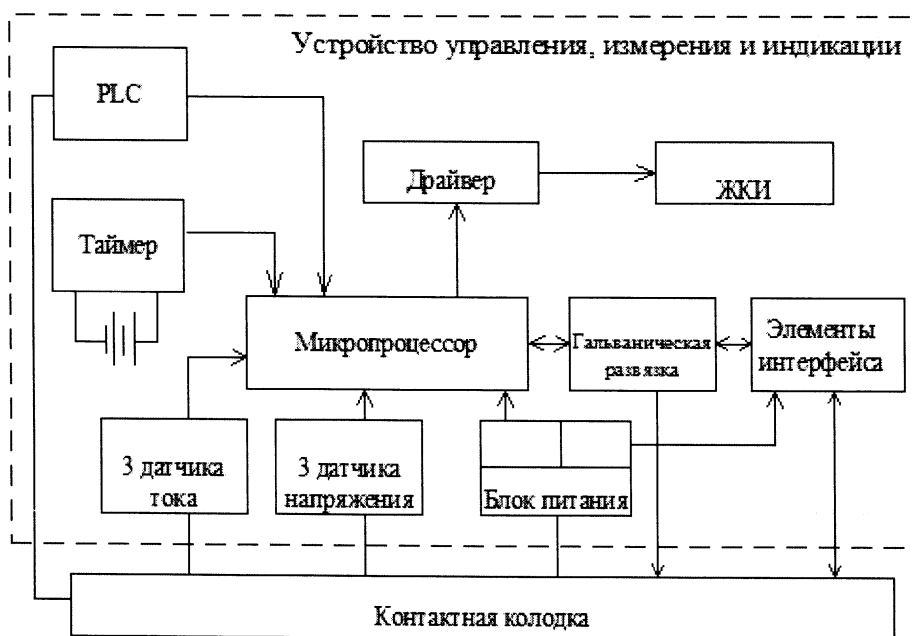 Устройство управления, измерения и индикации
PLC
Драйвер
ЖКИ
Таймер
Микропроцессор
Гальваническая
развязка
Элементы
интерфейса
3 датчика
тока
3 датчика
напряжения
Блок питания
Контактная колодка